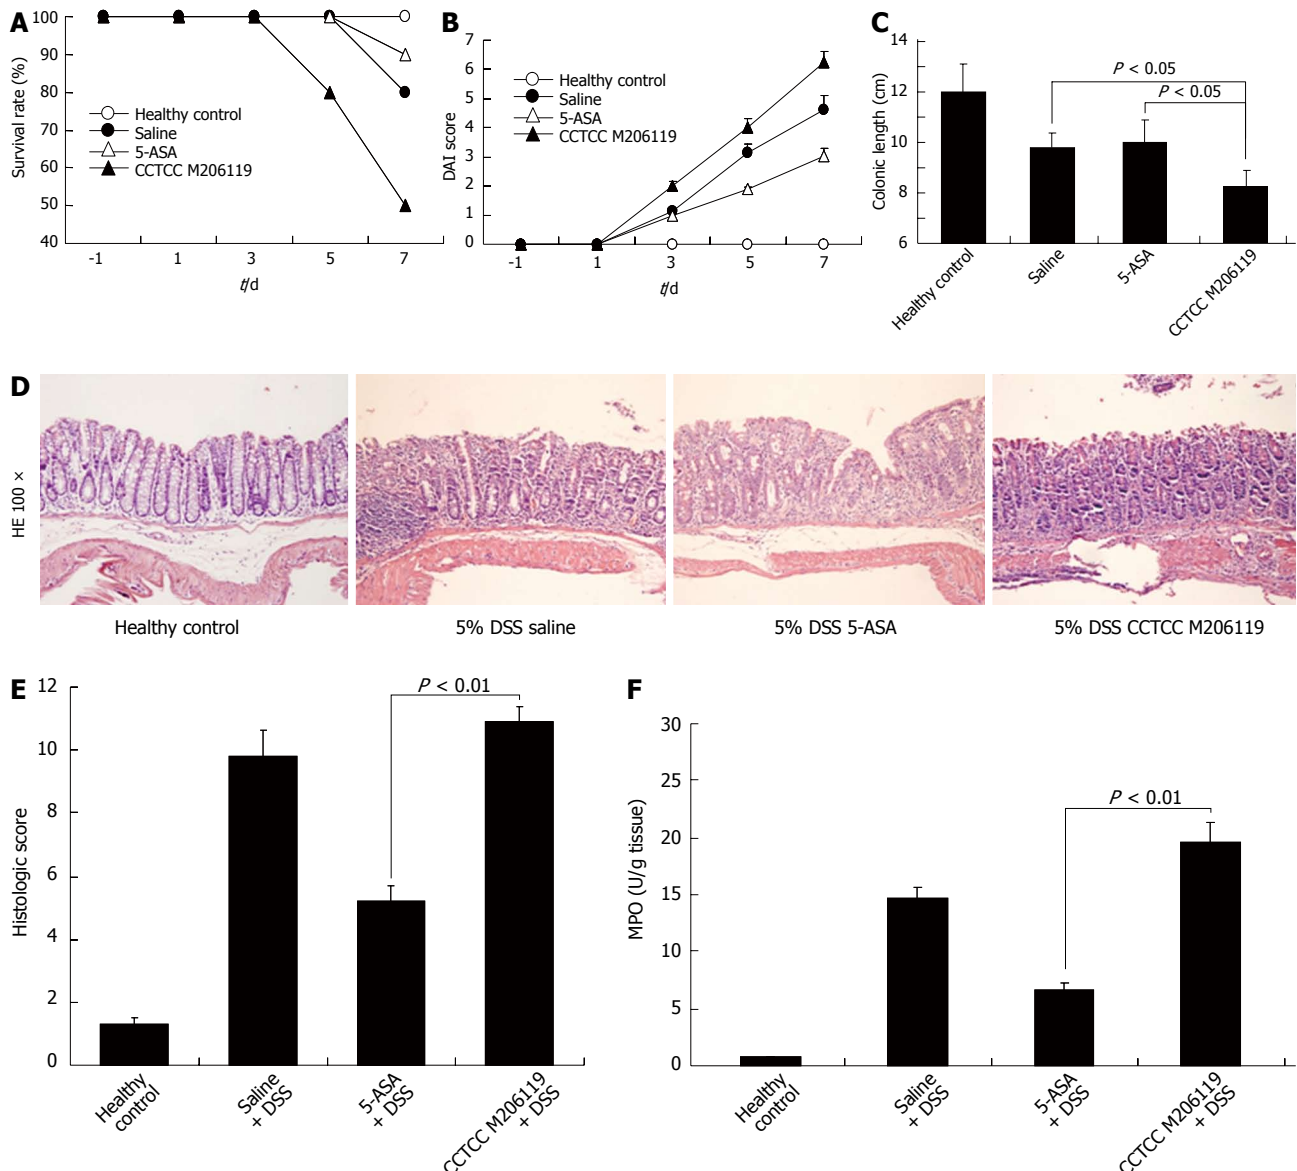 A
100
90
80
70
60
50
40
Survival rate (%)
Healthy control
Saline
5-ASA
CCTCC M206119
-1 1 3 5 7
t/d
B
7
6
5
4
3
2
1
0
DAI score
Healthy control
Saline
5-ASA
CCTCC M206119
-1 1 3 5 7
t/d
C
14
12
10
8
6
Colonic length (cm)
P < 0.05
P < 0.05
Healthy control
Saline
5-ASA
CCTCC M206119
D
HE 100 ×
Healthy control
5% DSS saline
5% DSS 5-ASA
5% DSS CCTCC M206119
E
12
10
8
6
4
2
0
Histologic score
P < 0.01
Healthy
control
Saline
+ DSS
5-ASA
+ DSS
CCTCC M206119
+ DSS
F
30
25
20
15
10
5
0
MPO (U/g tissue)
P < 0.01
Healthy
control
Saline
+ DSS
5-ASA
+ DSS
CCTCC M206119
+ DSS